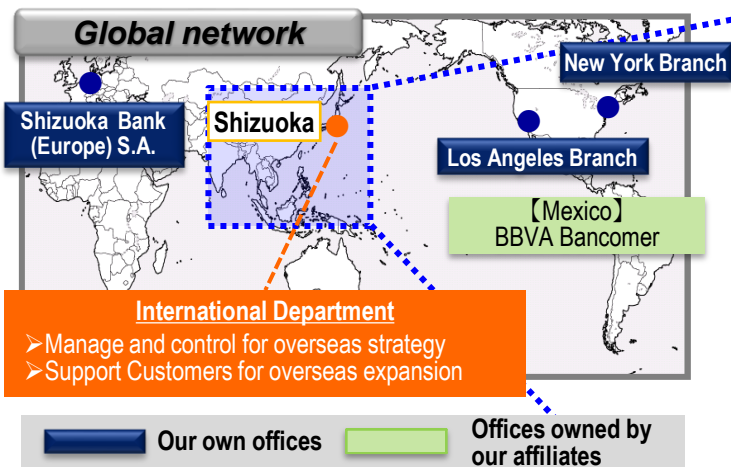 Global network
New York Branch
Shizuoka Bank
(Europe) S.A.
Shizuoka
Los Angeles Branch
【Mexico】
BBVA Bancomer
International Department
➢Manage and control for overseas strategy
➢Support Customers for overseas expansion
Our own offices
Offices owned by
our affiliates